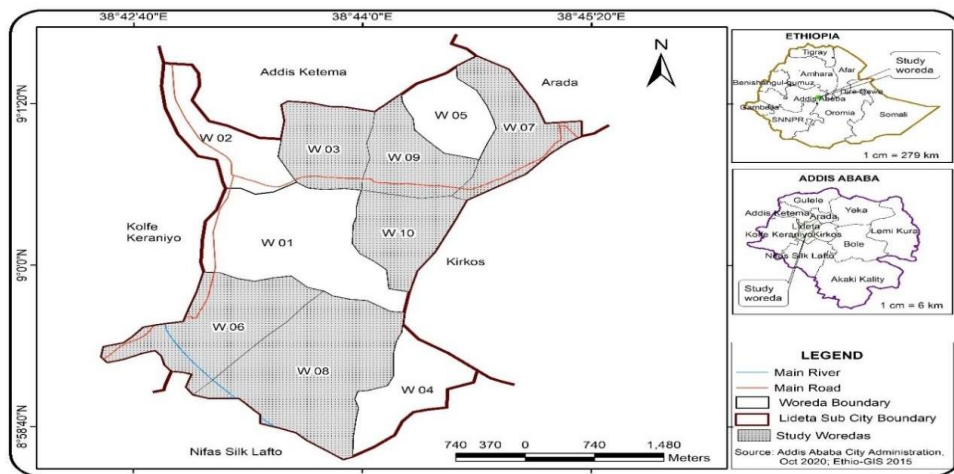 38°42'40"E
38°44'0"E
38°45'20"E
9°1'20"N
9°0'0"N
8°58'40"N
N
Addis Ketema
Arada
W 05
W 07
W 02
W 03
W 09
Kolfe
Keraniyo
W 01
W 10
Kirkos
W 06
W 08
W 04
Nifas Silk Lafto
740 370 0 740 1,480
Meters
ETHIOPIA
Tigray
Study
woreda
Afar
Amhara
Benishangul-gumuz
Dire-Dewa
Addis Ababa
Gambella
Oromia
SNNPR
Somali
1 cm = 279 km
ADDIS ABABA
Gulele
Yeka
Addis Ketema
Arada
Lideta
Lemi Kura
Kolfe Keraniyo
Kirkos
Bole
Nifas Silk Lafto
Akaki Kality
Study
woreda
1 cm = 6 km
LEGEND
Main River
Main Road
Woreda Boundary
Lideta Sub City Boundary
Study Woredas
Source: Addis Ababa City Administration,
Oct 2020; Ethio-GIS 2015